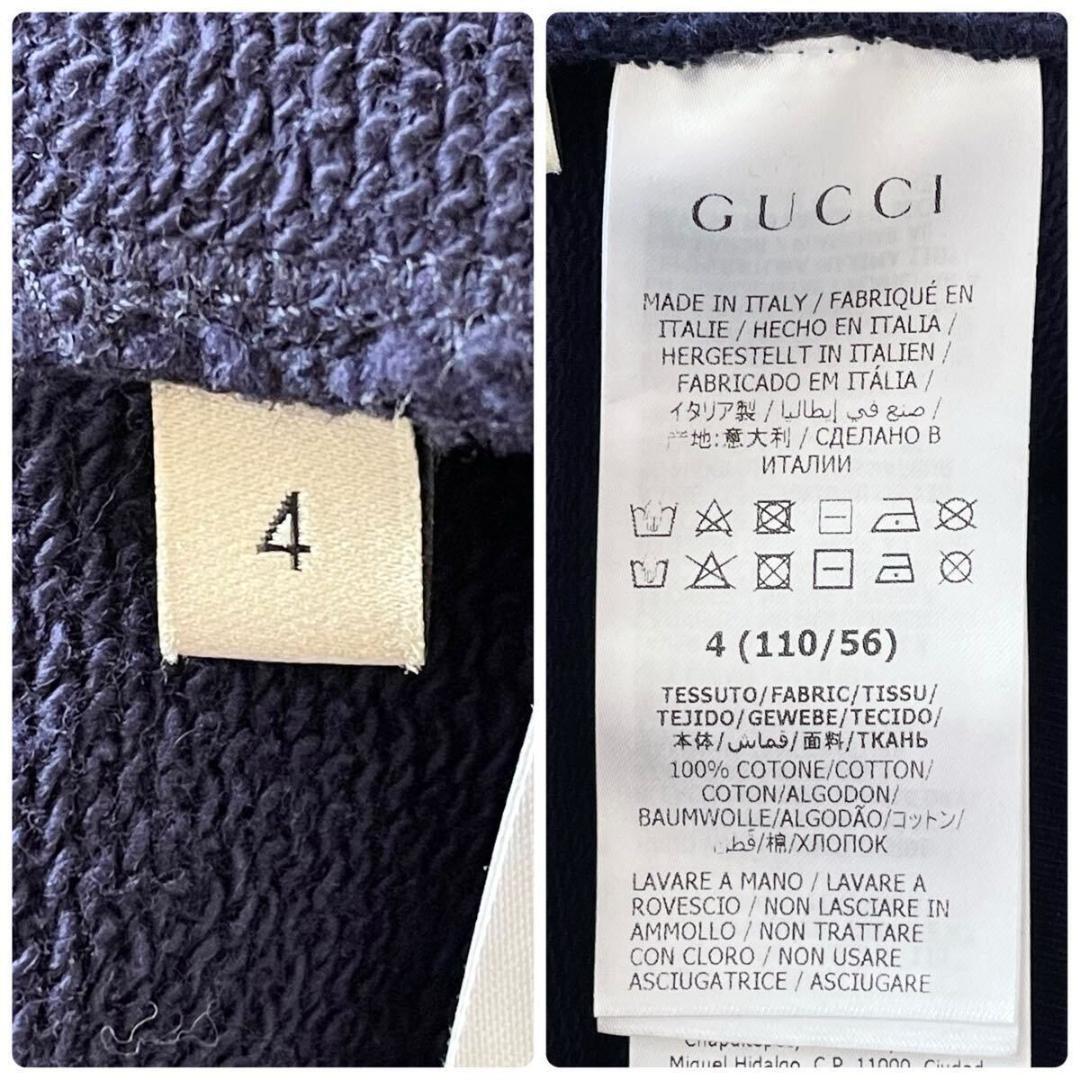 4
GUCCI
MADE IN ITALY / FABRIQUÉ EN
ITALIE / HECHO EN ITALIA /
HERGESTELLT IN ITALIEN /
FABRICADO EM ITÁLIA /
イタリア製 / صنع في إيطاليا /
产地:意大利 / СДЕЛАНО В
ИТАЛИИ
4 (110/56)
TESSUTO/FABRIC/TISSU/
TEJIDO/GEWEBE/TECIDO/
本体/قماش/面料/ТКАНЬ
100% COTONE/COTTON/
COTON/ALGODON/
BAUMWOLLE/ALGODÃO/コットン/
قطن/棉/ХЛОПОК
LAVARE A MANO / LAVARE A
ROVESCIO / NON LASCIARE IN
AMMOLLO / NON TRATTARE
CON CLORO / NON USARE
ASCIUGATRICE / ASCIUGARE
Miguel Hidalgo, C.P. 11000, Ciudad